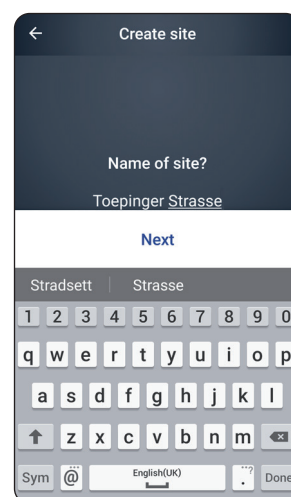 Create site
Name of site?
Toepinger Strasse
Next
Stradsett Strasse
1 2 3 4 5 6 7 8 9 0
q w e r t y u i o p
a s d f g h j k l
z x c v b n m
Sym @ English(UK) . ? Done